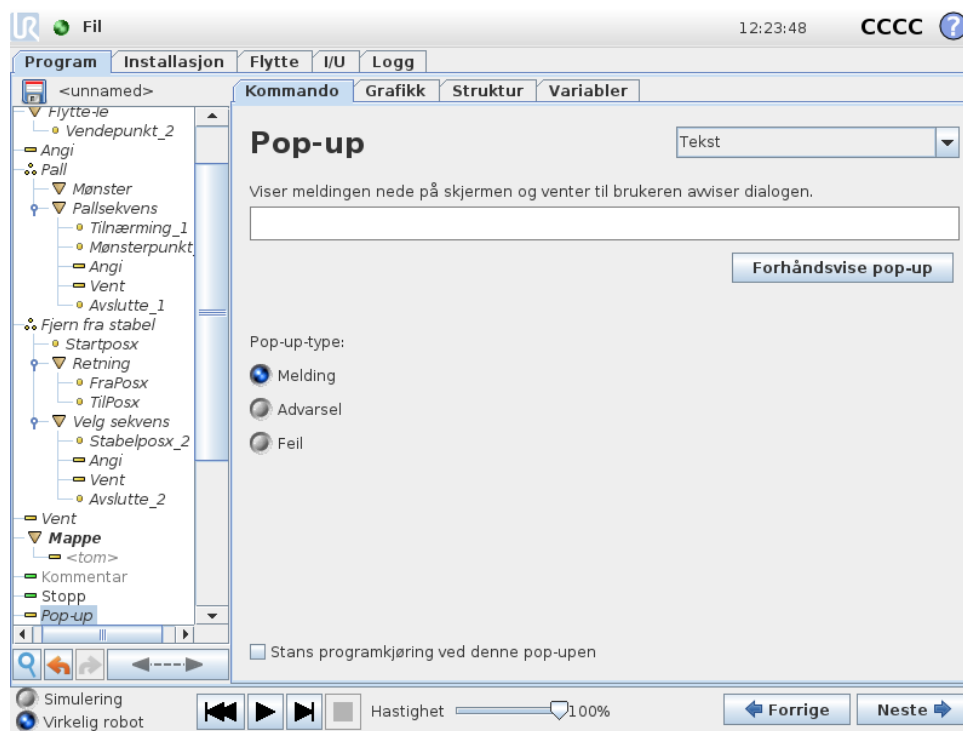 UR Fil 12:23:48 CCCC ?
Program Installasjon Flytte I/U Logg
<unnamed>
Kommando Grafikk Struktur Variabler
Flytte-le
Vendepunkt_2
Angi
Pall
Mønster
Pallsekvens
Tilnærming_1
Mønsterpunkt_
Angi
Vent
Avslutte_1
Fjern fra stabel
Startposx
Retning
FraPosx
TilPosx
Velg sekvens
Stabelposx_2
Angi
Vent
Avslutte_2
Vent
Mappe
<tom>
Kommentar
Stopp
Pop-up
Pop-up
Tekst
Viser meldingen nede på skjermen og venter til brukeren avviser dialogen.
Forhåndsvise pop-up
Pop-up-type:
Melding
Advarsel
Feil
Stans programkjøring ved denne pop-upen
Simulering
Virkelig robot
Hastighet 100%
Forrige
Neste